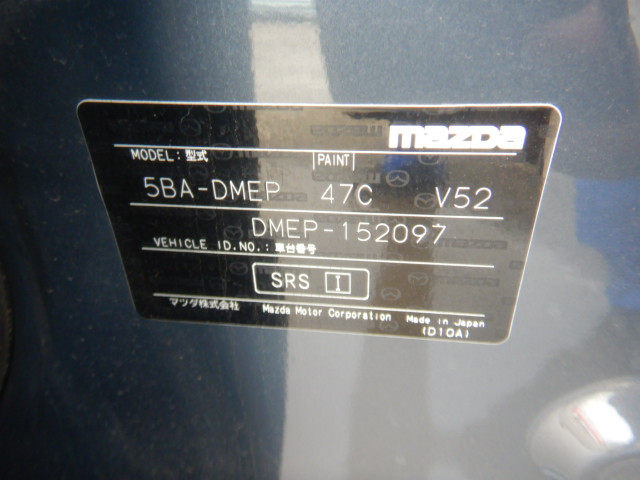 mazda
MODEL: 型式 PAINT
5BA-DMEP 47C V52
DMEP-152097
VEHICLE ID.NO.: 車台番号
SRS I
マツダ株式会社 Mazda Motor Corporation Made in Japan
(D10A)